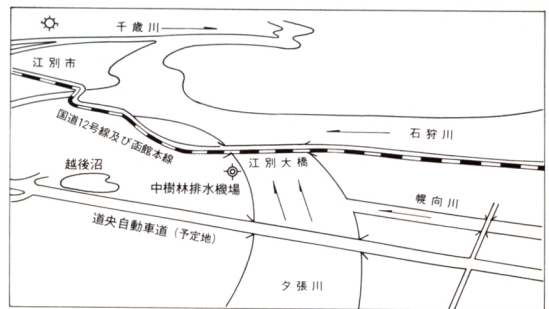 千歳川
江別市
国道12号線及び函館本線
石狩川
江別大橋
越後沼
中樹林排水機場
幌向川
道央自動車道（予定地）
夕張川